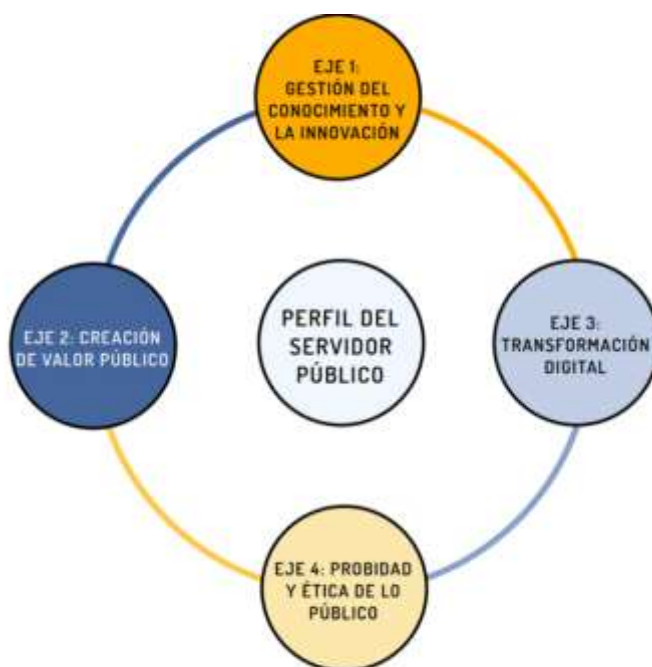 EJE 1:
GESTIÓN DEL
CONOCIMIENTO Y
LA INNOVACIÓN
EJE 2: CREACIÓN
DE VALOR PÚBLICO
PERFIL DEL
SERVIDOR
PÚBLICO
EJE 3:
TRANSFORMACIÓN
DIGITAL
EJE 4: PROBIDAD
Y ÉTICA DE LO
PÚBLICO